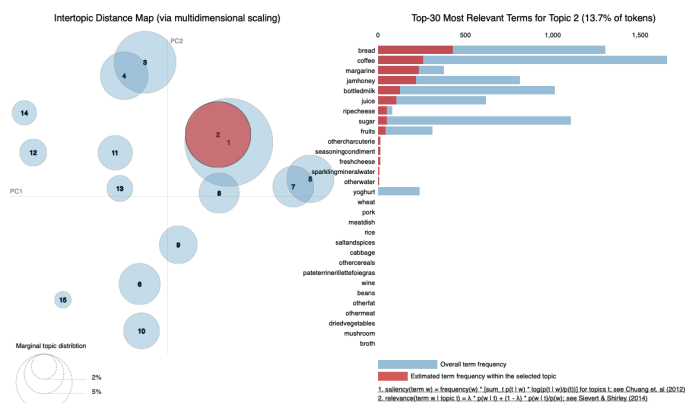 Intertopic Distance Map (via multidimensional scaling)
PC2
3
4
14
2
1
12
11
5
7
13
8
PC1
9
6
15
10
Marginal topic distribtion
2%
5%
Top-30 Most Relevant Terms for Topic 2 (13.7% of tokens)
0 500 1,000 1,500
bread
coffee
margarine
jamhoney
bottledmilk
juice
ripecheese
sugar
fruits
othercharcuterie
seasoningcondiment
freshcheese
sparklingmineralwater
otherwater
yoghurt
wheat
pork
meatdish
rice
saltandspices
cabbage
othercereals
pateterrinerillettefoiegras
wine
beans
otherfat
othermeat
driedvegetables
mushroom
broth
Overall term frequency
Estimated term frequency within the selected topic
1. saliency(term w) = frequency(w) * [sum_t p(t | w) * log(p(t | w)/p(t))] for topics t; see Chuang et. al (2012)
2. relevance(term w | topic t) = λ * p(w | t) + (1 - λ) * p(w | t)/p(w); see Sievert & Shirley (2014)